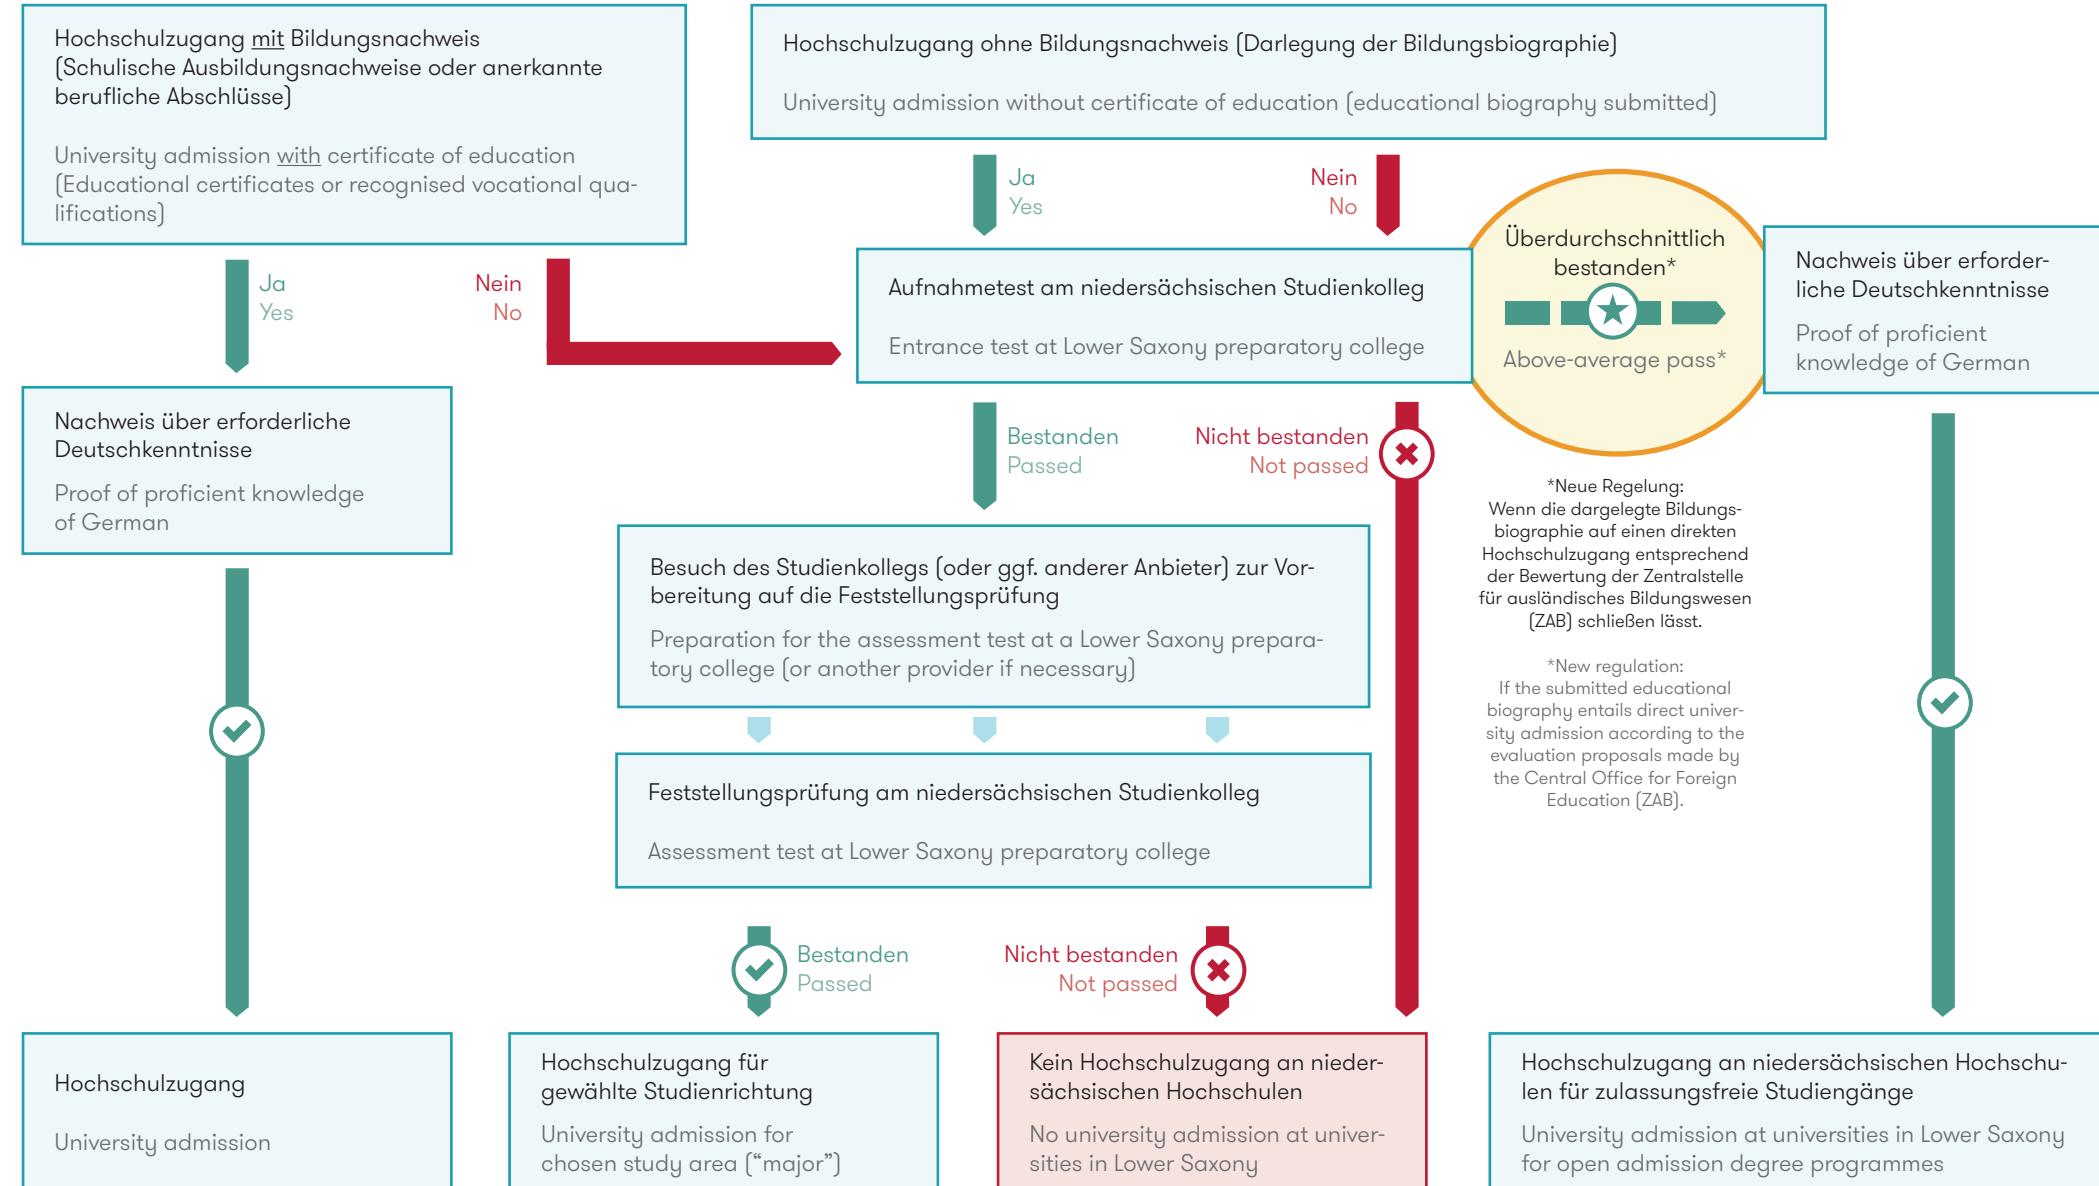 Hochschulzugang mit Bildungsnachweis
(Schulische Ausbildungsnachweise oder anerkannte
berufliche Abschlüsse)
University admission with certificate of education
(Educational certificates or recognised vocational qua-
lifications)
Hochschulzugang ohne Bildungsnachweis (Darlegung der Bildungsbiographie)
University admission without certificate of education (educational biography submitted)
Ja
Yes
Nein
No
Ja
Yes
Nein
No
Aufnahmetest am niedersächsischen Studienkolleg
Entrance test at Lower Saxony preparatory college
Überdurchschnittlich
bestanden*
Above-average pass*
Nachweis über erforder-
liche Deutschkenntnisse
Proof of proficient
knowledge of German
Nachweis über erforderliche
Deutschkenntnisse
Proof of proficient knowledge
of German
Bestanden
Passed
Nicht bestanden
Not passed
*Neue Regelung:
Wenn die dargelegte Bildungs-
biographie auf einen direkten
Hochschulzugang entsprechend
der Bewertung der Zentralstelle
für ausländisches Bildungswesen
(ZAB) schließen lässt.
*New regulation:
If the submitted educational
biography entails direct univer-
sity admission according to the
evaluation proposals made by
the Central Office for Foreign
Education (ZAB).
Besuch des Studienkollegs (oder ggf. anderer Anbieter) zur Vor-
bereitung auf die Feststellungsprüfung
Preparation for the assessment test at a Lower Saxony prepara-
tory college (or another provider if necessary)
Feststellungsprüfung am niedersächsischen Studienkolleg
Assessment test at Lower Saxony preparatory college
Bestanden
Passed
Nicht bestanden
Not passed
Hochschulzugang
University admission
Hochschulzugang für
gewählte Studienrichtung
University admission for
chosen study area (“major”)
Kein Hochschulzugang an nieder-
sächsischen Hochschulen
No university admission at univer-
sities in Lower Saxony
Hochschulzugang an niedersächsischen Hochschu-
len für zulassungsfreie Studiengänge
University admission at universities in Lower Saxony
for open admission degree programmes